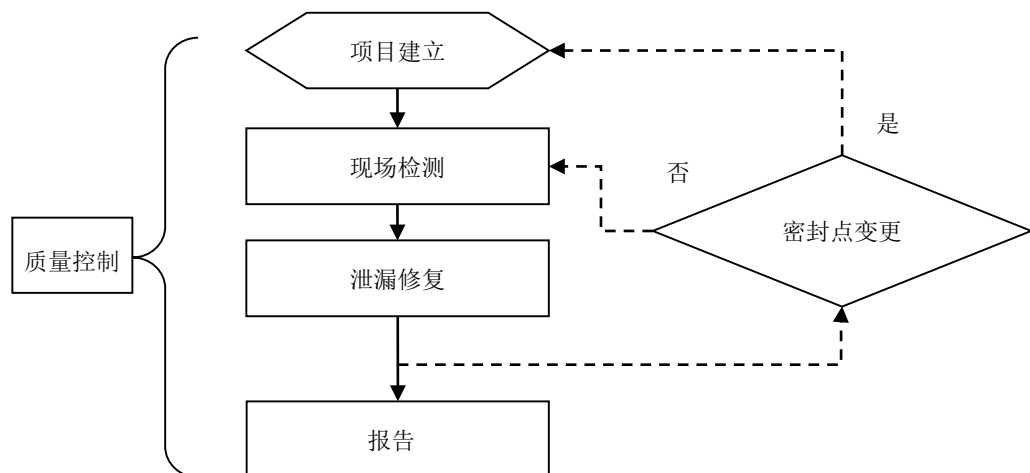 项目建立
是
现场检测
否
密封点变更
质量控制
泄漏修复
报告